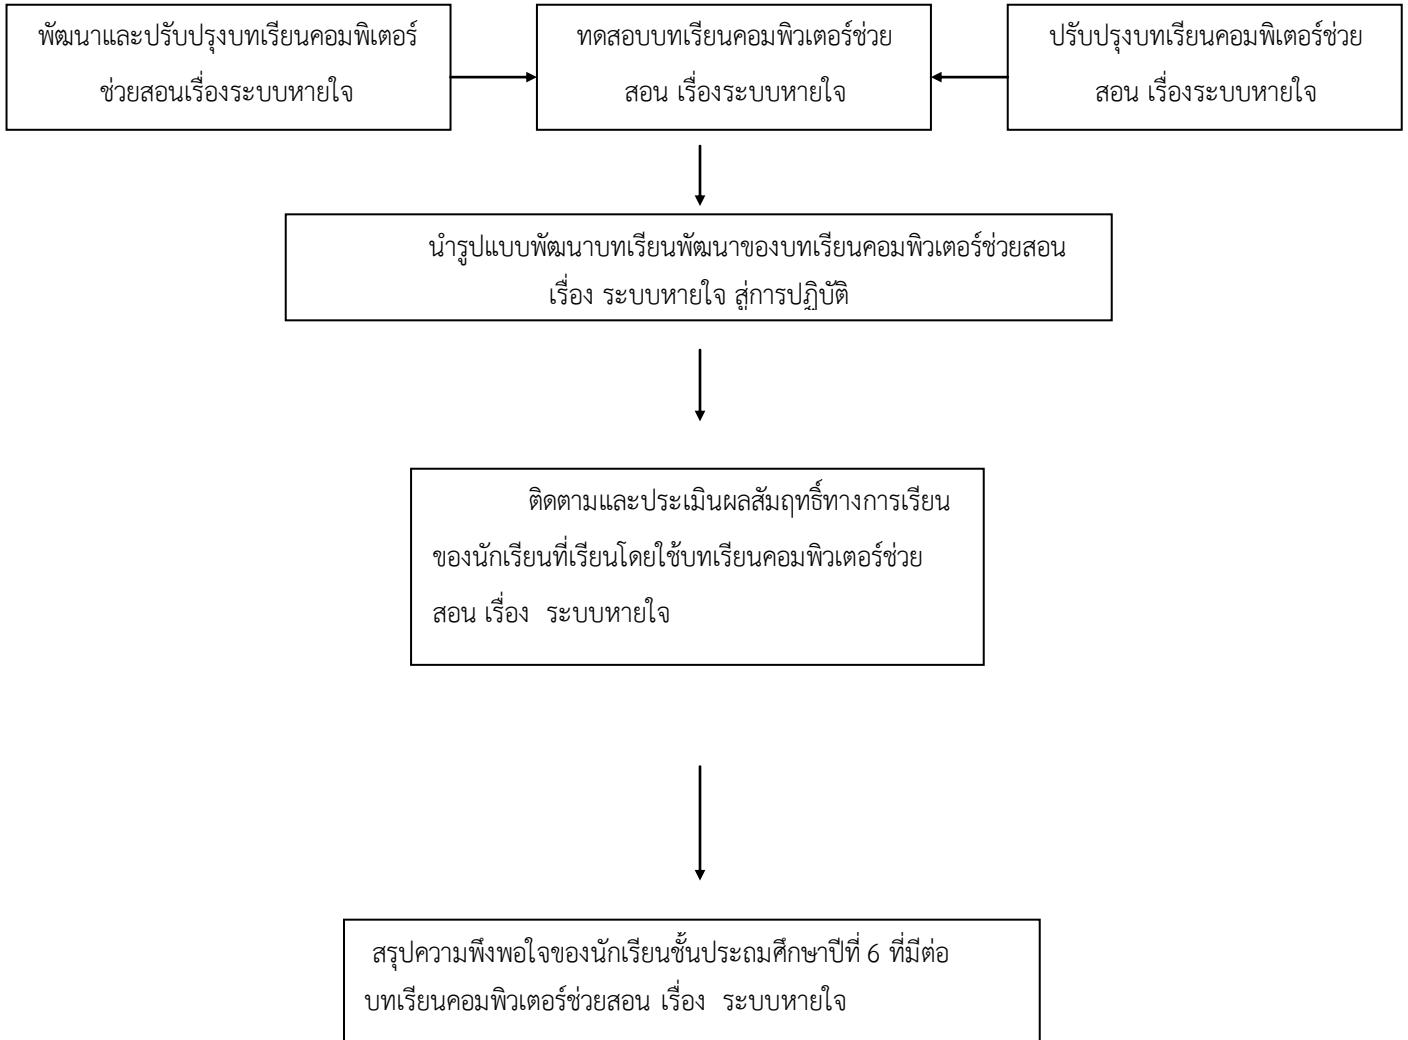 พัฒนาและปรับปรุงบทเรียนคอมพิเตอร์
ช่วยสอนเรื่องระบบหายใจ
ทดสอบบทเรียนคอมพิวเตอร์ช่วย
สอน เรื่องระบบหายใจ
ปรับปรุงบทเรียนคอมพิเตอร์ช่วย
สอน เรื่องระบบหายใจ
นำรูปแบบพัฒนาบทเรียนพัฒนาของบทเรียนคอมพิวเตอร์ช่วยสอน
เรื่อง ระบบหายใจ สู่การปฏิบัติ
ติดตามและประเมินผลสัมฤทธิ์ทางการเรียน
ของนักเรียนที่เรียนโดยใช้บทเรียนคอมพิวเตอร์ช่วย
สอน เรื่อง ระบบหายใจ
สรุปความพึงพอใจของนักเรียนชั้นประถมศึกษาปีที่ 6 ที่มีต่อ
บทเรียนคอมพิวเตอร์ช่วยสอน เรื่อง ระบบหายใจ